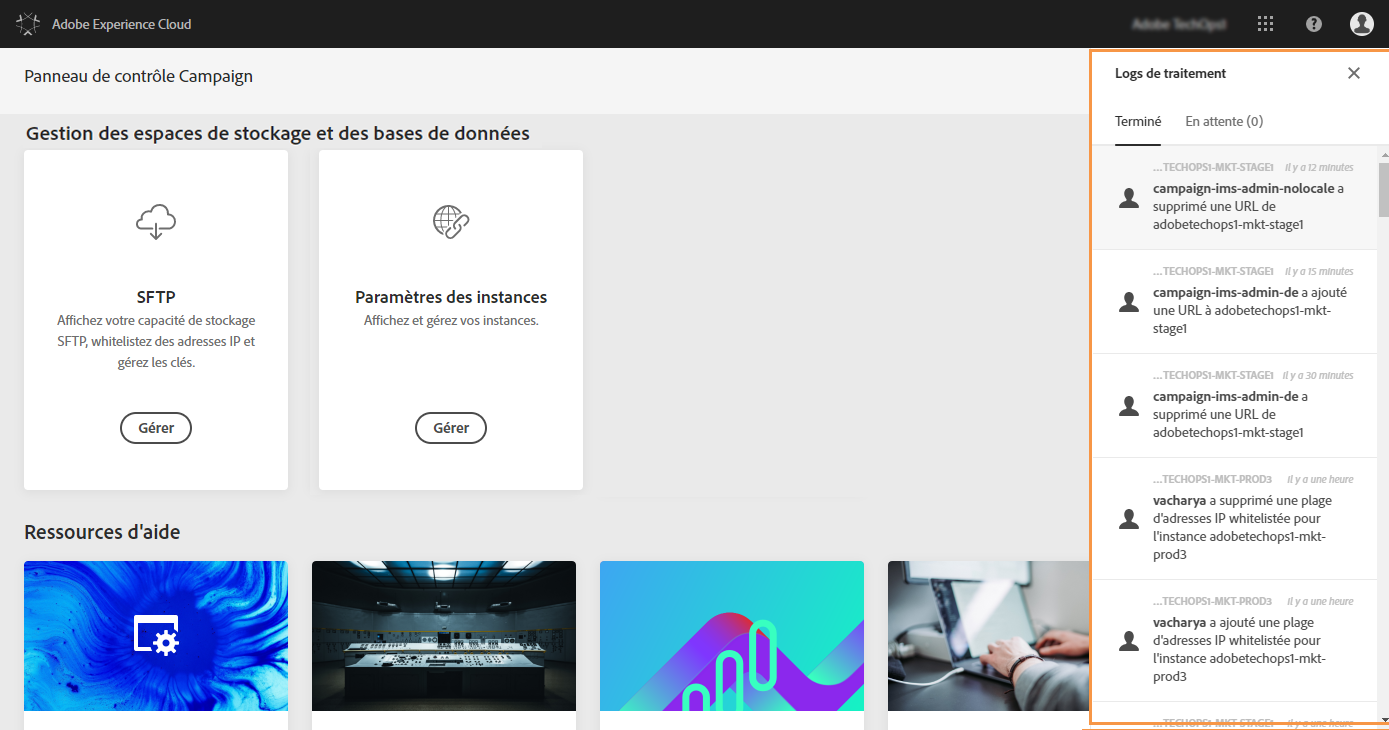 Adobe Experience Cloud
Adobe TechOps1
Panneau de contrôle Campaign
Gestion des espaces de stockage et des bases de données
SFTP
Affichez votre capacité de stockage
SFTP, whitelistez des adresses IP et
gérez les clés.
Gérer
Paramètres des instances
Affichez et gérez vos instances.
Gérer
Ressources d'aide
Logs de traitement
Terminé
En attente (0)
...TECHOPS1-MKT-STAGE1 Il y a 12 minutes
campaign-ims-admin-nolocale a
supprimé une URL de
adobetechops1-mkt-stage1
...TECHOPS1-MKT-STAGE1 Il y a 15 minutes
campaign-ims-admin-de a ajouté
une URL à adobetechops1-mkt-
stage1
...TECHOPS1-MKT-STAGE1 Il y a 30 minutes
campaign-ims-admin-de a
supprimé une URL de
adobetechops1-mkt-stage1
...TECHOPS1-MKT-PROD3 Il y a une heure
vacharya a supprimé une plage
d'adresses IP whitelistée pour
l'instance adobetechops1-mkt-
prod3
...TECHOPS1-MKT-PROD3 Il y a une heure
vacharya a ajouté une plage
d'adresses IP whitelistée pour
l'instance adobetechops1-mkt-
prod3
...TECHOPS1-MKT-STAGE1 Il y a une heure